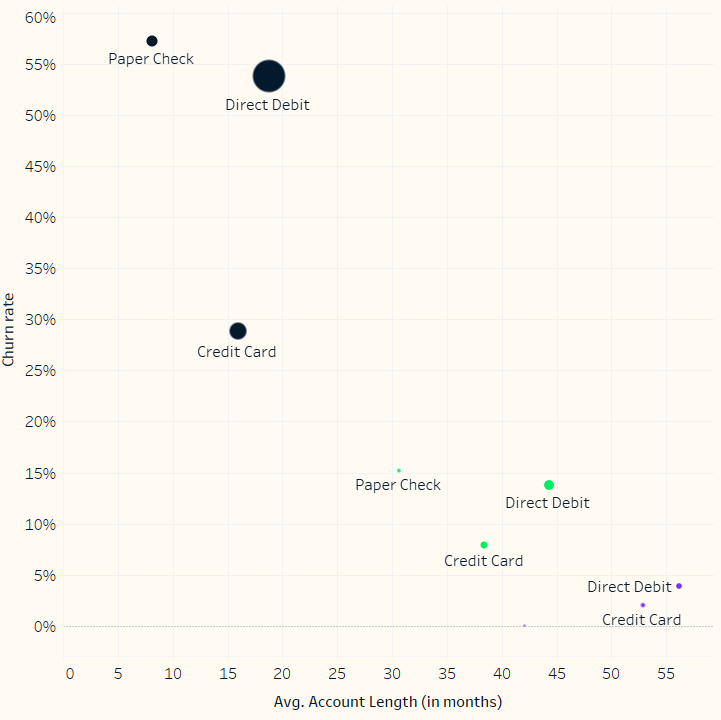 60%
Paper Check
55%
Direct Debit
50%
45%
40%
35%
Churn rate
30%
Credit Card
25%
20%
15%
Paper Check
Direct Debit
10%
Credit Card
5%
Direct Debit
Credit Card
0%
0 5 10 15 20 25 30 35 40 45 50 55
Avg. Account Length (in months)